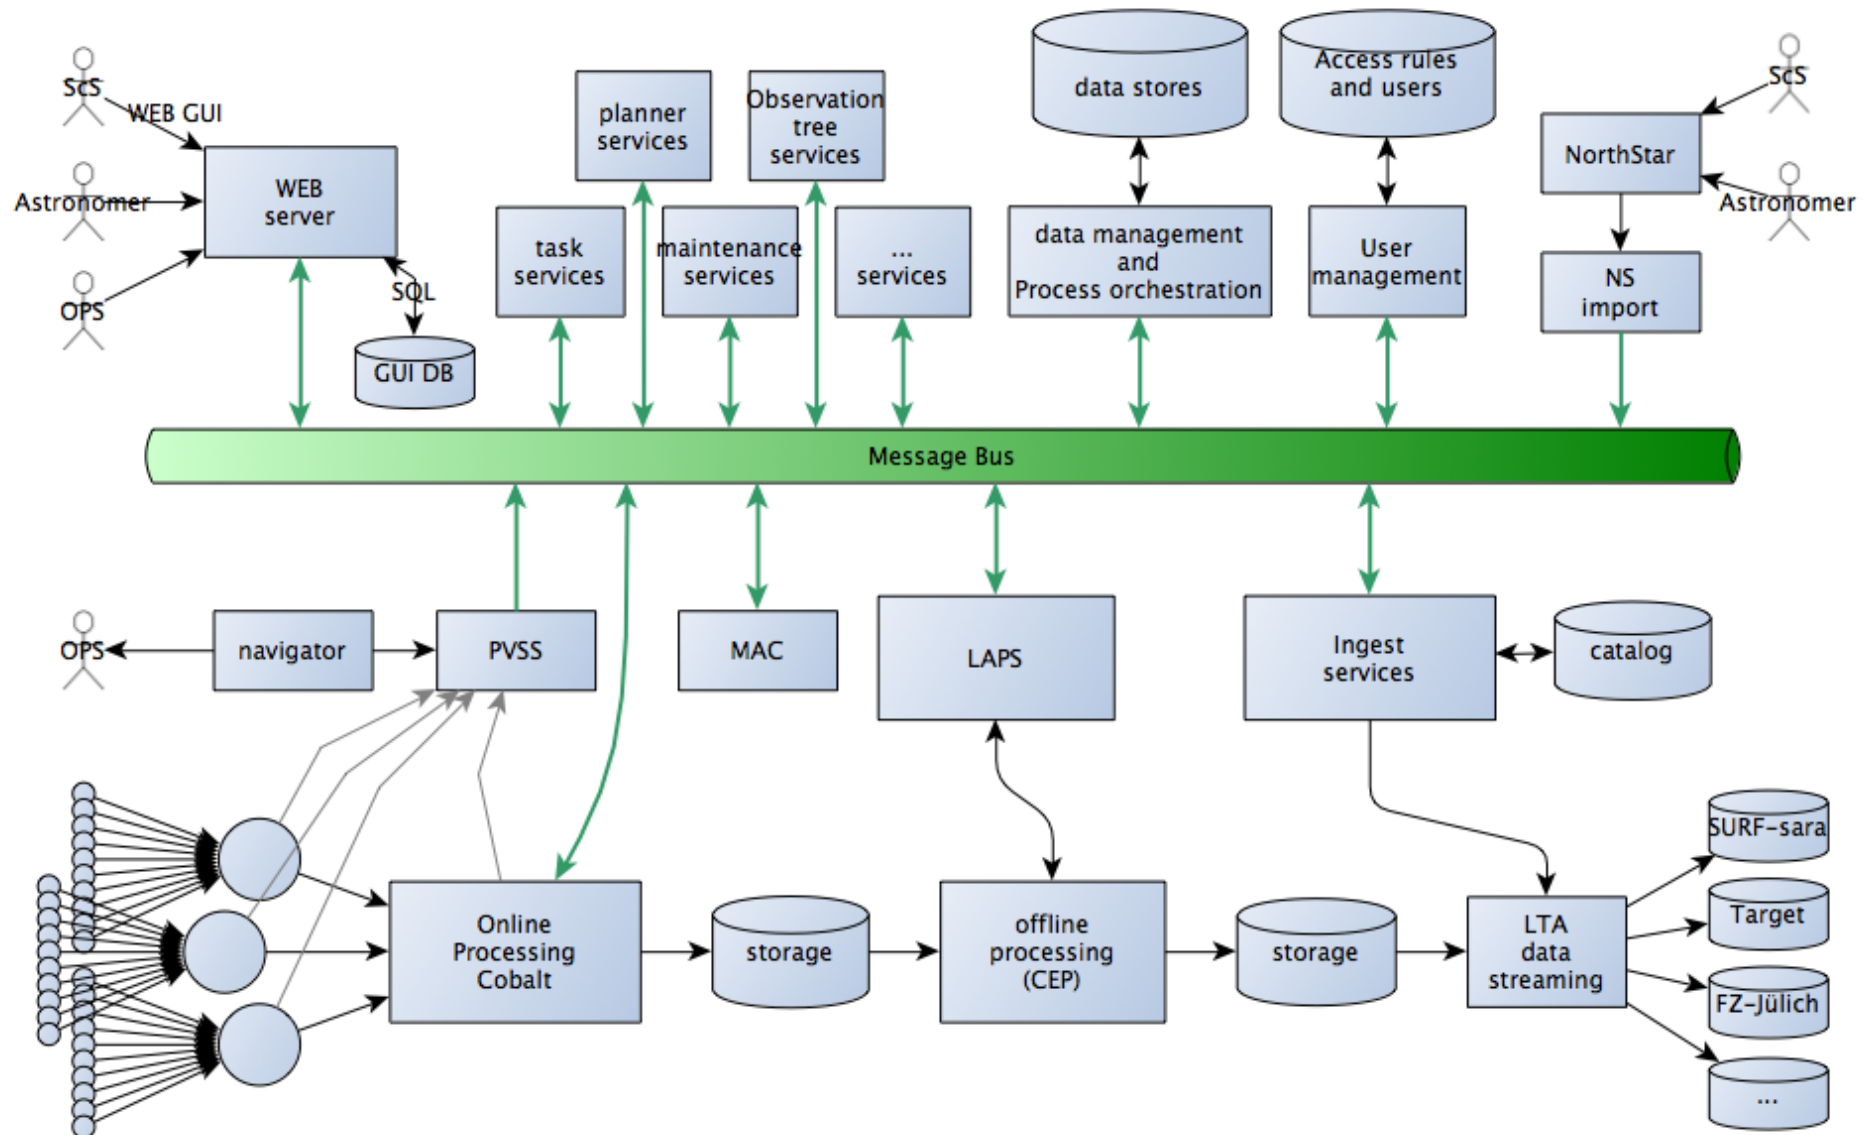 ScS
WEB GUI
Astronomer
OPS
WEB
server
SQL
GUI DB
planner
services
Observation
tree
services
task
services
maintenance
services
...
services
data stores
data management
and
Process orchestration
Access rules
and users
User
management
ScS
NorthStar
Astronomer
NS
import
Message Bus
OPS
navigator
PVSS
MAC
LAPS
Ingest
services
catalog
Online
Processing
Cobalt
storage
offline
processing
(CEP)
storage
LTA
data
streaming
SURF-sara
Target
FZ-Jülich
...